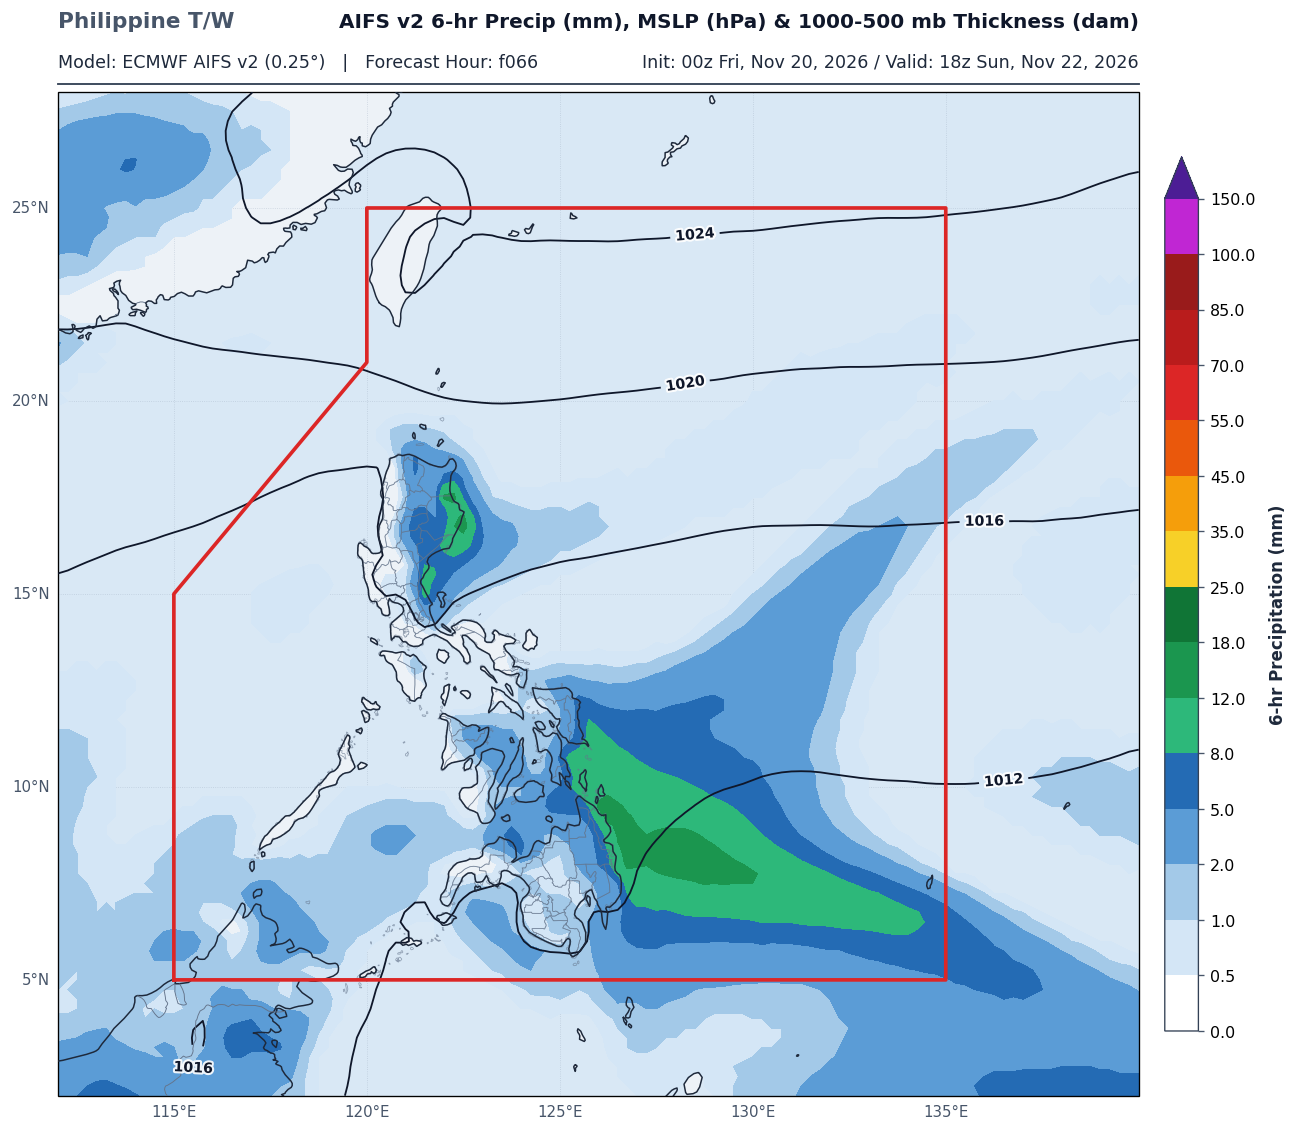 Philippine T/W
AIFS v2 6-hr Precip (mm), MSLP (hPa) & 1000-500 mb Thickness (dam)
Model: ECMWF AIFS v2 (0.25°) | Forecast Hour: f066
Init: 00z Fri, Nov 20, 2026 / Valid: 18z Sun, Nov 22, 2026
25°N
20°N
15°N
10°N
5°N
1024
1020
1016
1012
1016
115°E
120°E
125°E
130°E
135°E
150.0
100.0
85.0
70.0
55.0
45.0
35.0
25.0
18.0
12.0
8.0
5.0
2.0
1.0
0.5
0.0
6-hr Precipitation (mm)